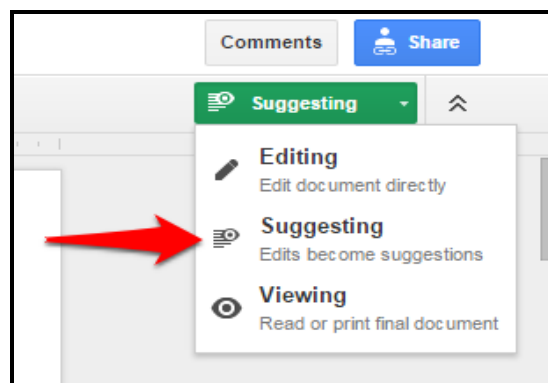 Comments
Share
Suggesting
Editing
Edit document directly
Suggesting
Edits become suggestions
Viewing
Read or print final document